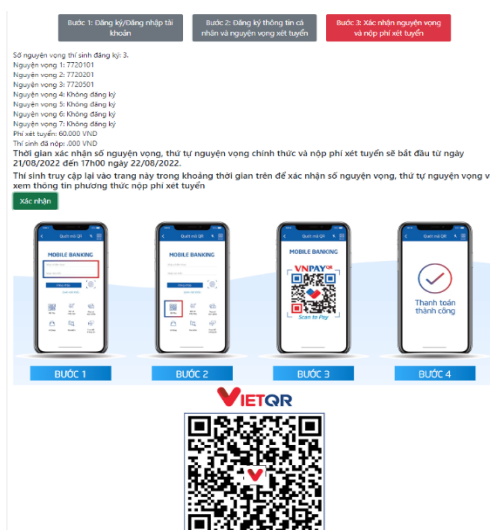 Bước 1: Đăng ký/Đăng nhập tài
khoản
Bước 2: Đăng ký thông tin cá
nhân và nguyện vọng xét tuyển
Bước 3: Xác nhận nguyện vọng
và nộp phí xét tuyển
Số nguyện vọng thí sinh đăng ký: 3.
Nguyện vọng 1: 7720101
Nguyện vọng 2: 7720201
Nguyện vọng 3: 7720501
Nguyện vọng 4: Không đăng ký
Nguyện vọng 5: Không đăng ký
Nguyện vọng 6: Không đăng ký
Nguyện vọng 7: Không đăng ký
Phí xét tuyển: 60.000 VND
Thí sinh đã nộp: .000 VND
Thời gian xác nhận số nguyện vọng, thứ tự nguyện vọng chính thức và nộp phí xét tuyển sẽ bắt đầu từ ngày
21/08/2022 đến 17h00 ngày 22/08/2022.
Thí sinh truy cập lại vào trang này trong khoảng thời gian trên để xác nhận số nguyện vọng, thứ tự nguyện vọng v
xem thông tin phương thức nộp phí xét tuyển
Xác nhận
MOBILE BANKING
BƯỚC 1
MOBILE BANKING
BƯỚC 2
MOBILE BANKING
VNPAYQR
Scan to Pay
BƯỚC 3
Thanh toán
thành công
BƯỚC 4
VIETQR